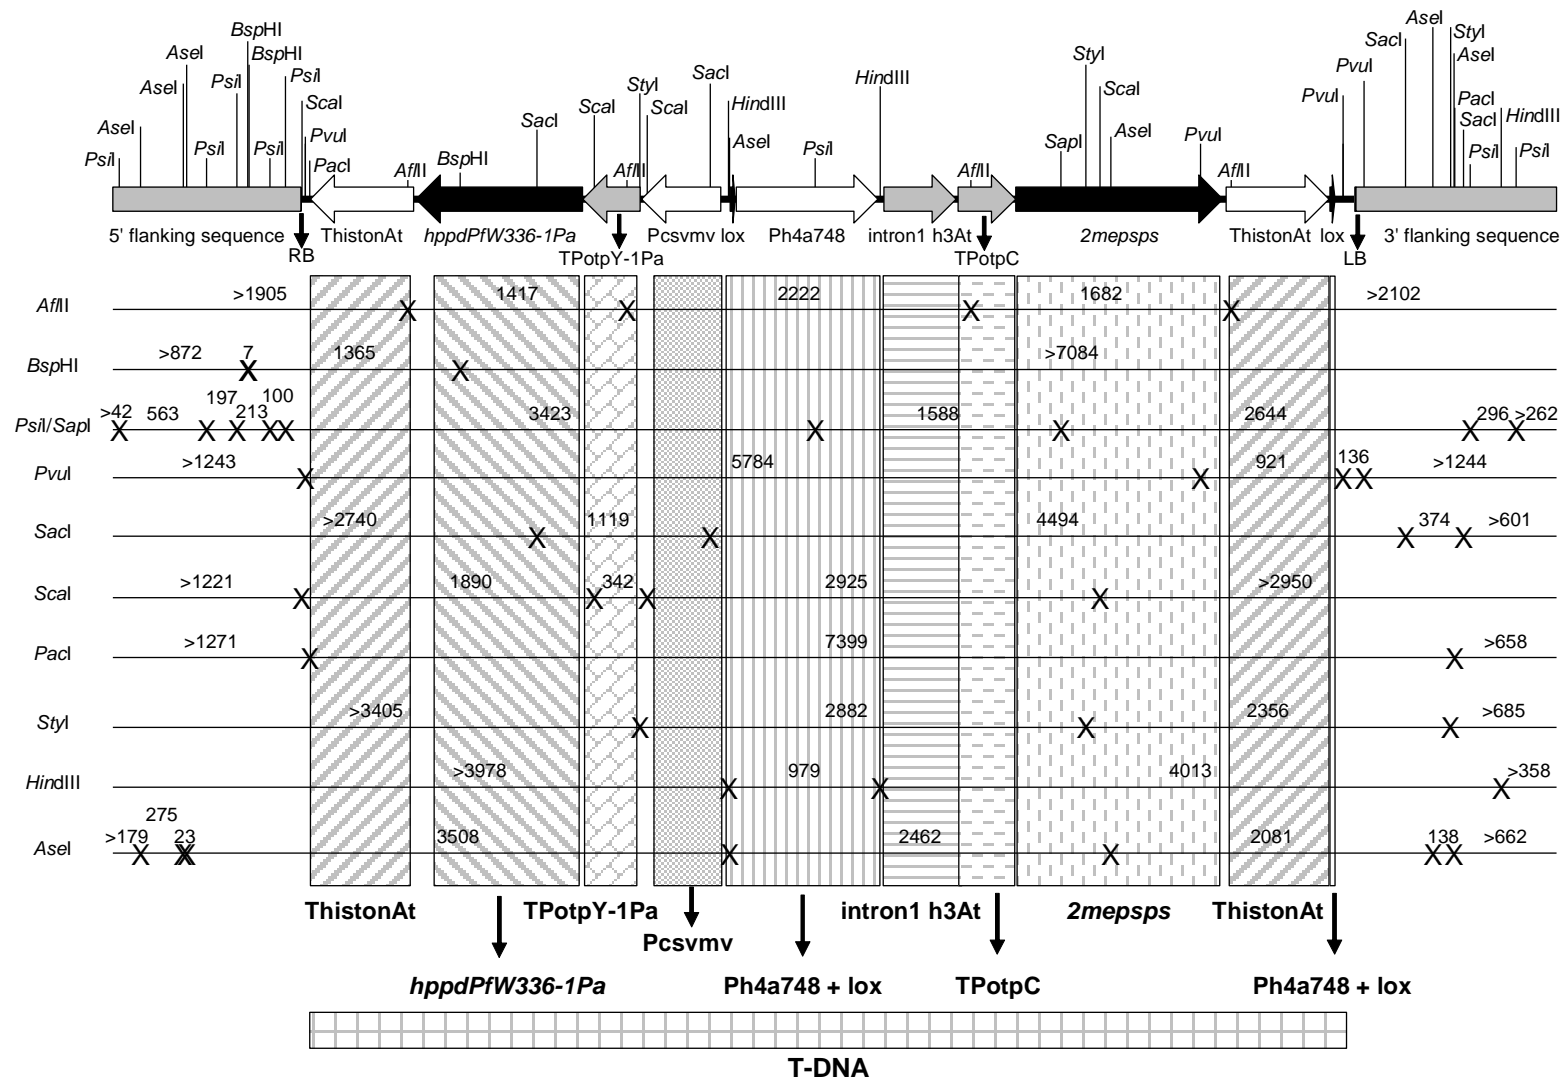 AseI
BspHI
SacI
StyI
AseI
BspHI
AseI
PvuI
PsiI
PsiI
StyI
SacI
HindIII
StyI
AseI
ScaI
ScaI
ScaI
HindIII
ScaI
PvuI
PacI
HindIII
AseI
PvuI
SacI
AseI
PvuI
SacI
PsiI
PsiI
PsiI
PacI
AflII
BspHI
AflII
AseI
PsiI
AflII
SapI
AseI
AflII
PsiI
PsiI
5' flanking sequence
RB
ThistonAt
hppdPfW336-1Pa
TPotpY-1Pa
Pcsvmv lox
Ph4a748
intron1 h3At
TPotpC
2mepsps
ThistonAt lox
LB
3' flanking sequence
AflII >1905 1417 2222 1682 >2102
BspHI >872 7 1365 >7084
PsiI/SapI >42 563 197 213 100 3423 1588 2644 296 >262
PvuI >1243 5784 921 136 >1244
SacI >2740 1119 4494 374 >601
ScaI >1221 1890 342 2925 >2950
PacI >1271 7399 >658
StyI >3405 2882 2356 >685
HindIII >3978 979 4013 >358
AseI >179 275 23 3508 2462 2081 138 >662
ThistonAt TPotpY-1Pa intron1 h3At 2mepsps ThistonAt
Pcsvmv
hppdPfW336-1Pa Ph4a748 + lox TPotpC Ph4a748 + lox
T-DNA